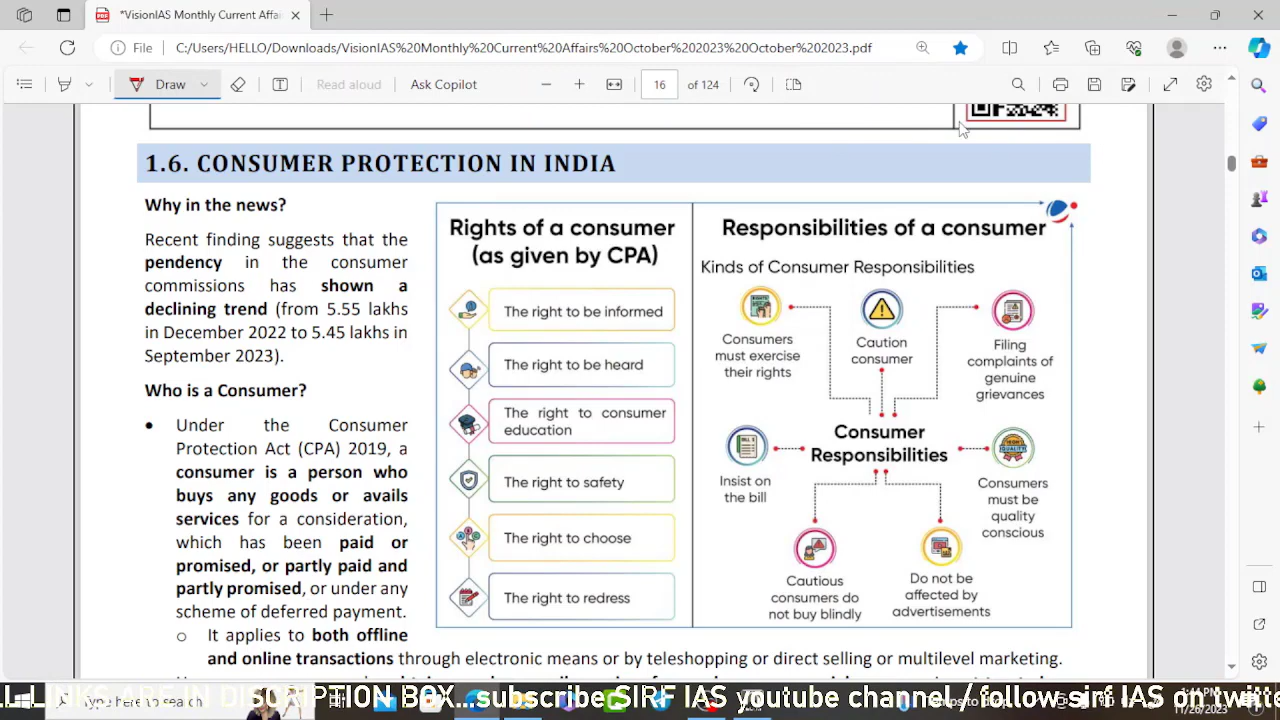 *VisionIAS Monthly Current Affai
File
C:/Users/HELLO/Downloads/VisionIAS%20Monthly%20Current%20Affairs%20October%202023%20October%202023.pdf
Draw
Read aloud
Ask Copilot
16
of 124
1.6. CONSUMER PROTECTION IN INDIA
Why in the news?
Recent finding suggests that the
pendency in the consumer
commissions has shown a
declining trend (from 5.55 lakhs
in December 2022 to 5.45 lakhs in
September 2023).
Who is a Consumer?
• Under the Consumer
Protection Act (CPA) 2019, a
consumer is a person who
buys any goods or avails
services for a consideration,
which has been paid or
promised, or partly paid and
partly promised, or under any
scheme of deferred payment.
o It applies to both offline
and online transactions through electronic means or by teleshopping or direct selling or multilevel marketing.
Rights of a consumer
(as given by CPA)
The right to be informed
The right to be heard
The right to consumer
education
The right to safety
The right to choose
The right to redress
Responsibilities of a consumer
Kinds of Consumer Responsibilities
Consumers
must exercise
their rights
Caution
consumer
Filing
complaints of
genuine
grievances
Consumer
Responsibilities
Insist on
the bill
Consumers
must be
quality
conscious
Cautious
consumers do
not buy blindly
Do not be
affected by
advertisements
LL LINKS ARE IN DISCRIPTION BOX...subscribe SIRF IAS youtube channel / follow sirf IAS on twit
11/26/2023